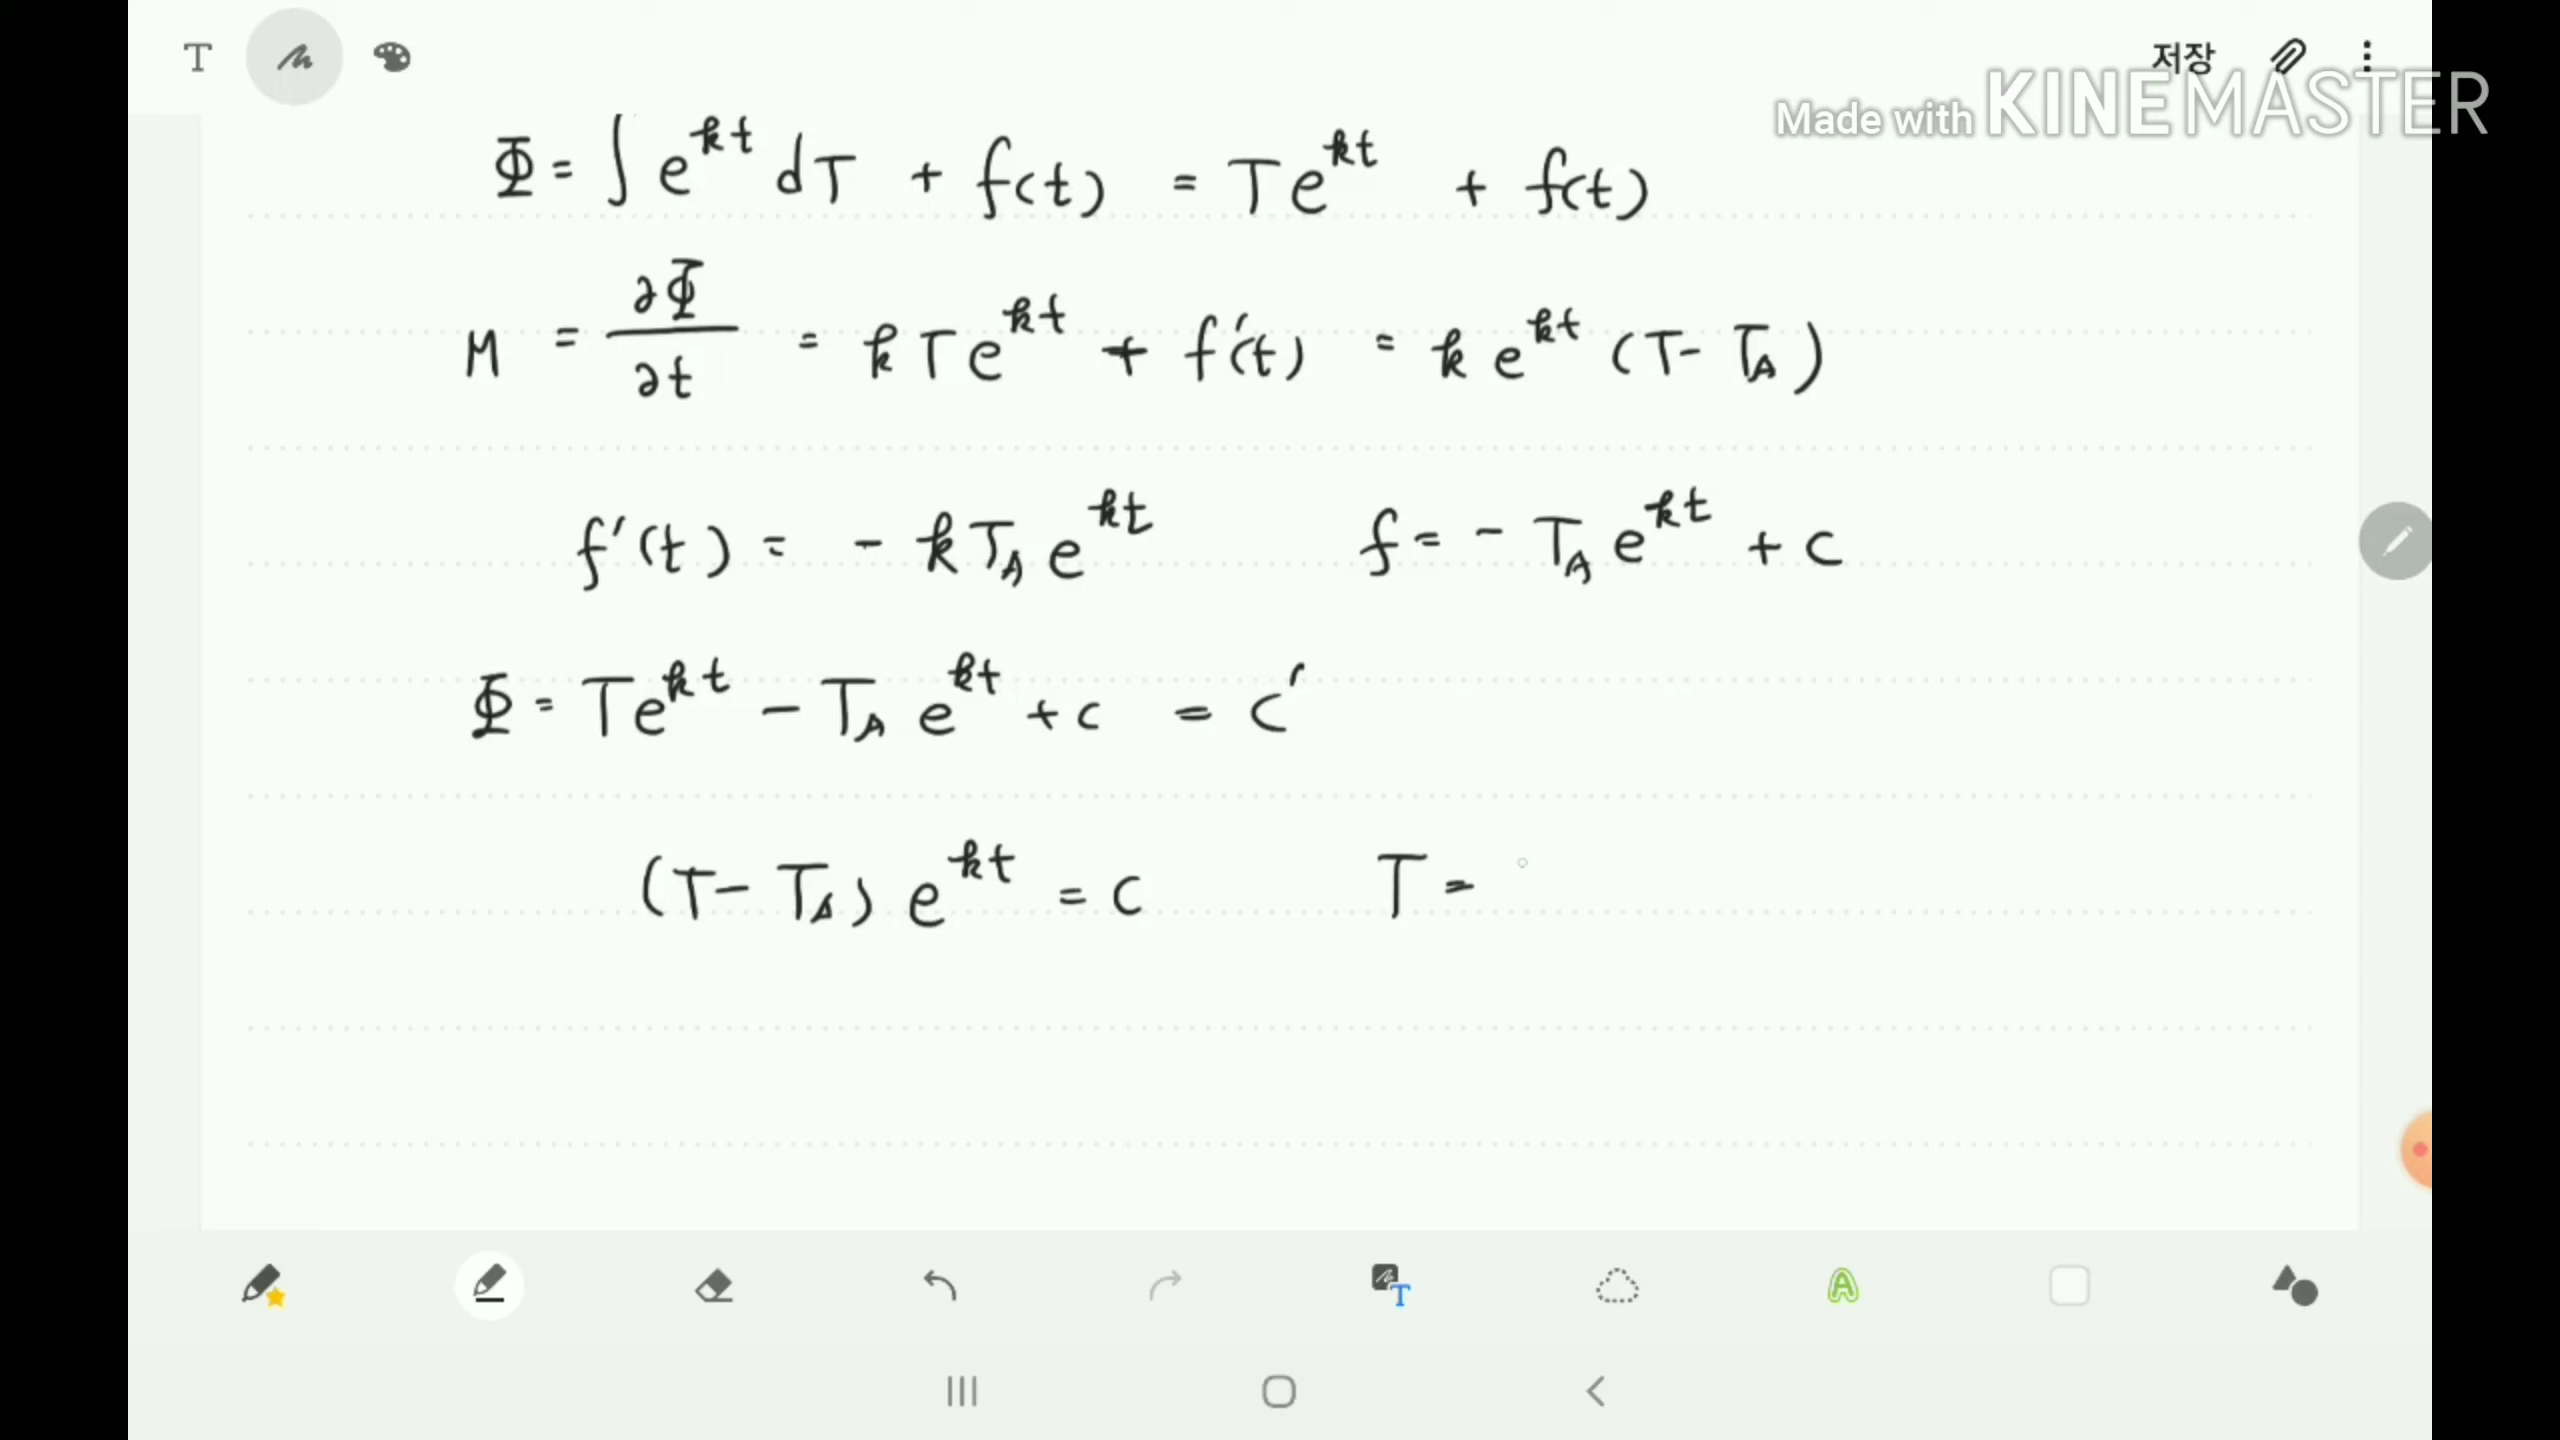 T 저장
Made with KINEMASTER
Φ = ∫ e^{kt} dT + f(t) = Te^{kt} + f(t)
M = ∂Φ/∂t = kTe^{kt} + f'(t) = ke^{kt}(T - T_A)
f'(t) = - kT_A e^{kt} f = - T_A e^{kt} + c
Φ = Te^{kt} - T_A e^{kt} + c = c'
(T - T_A) e^{kt} = c T =
T A